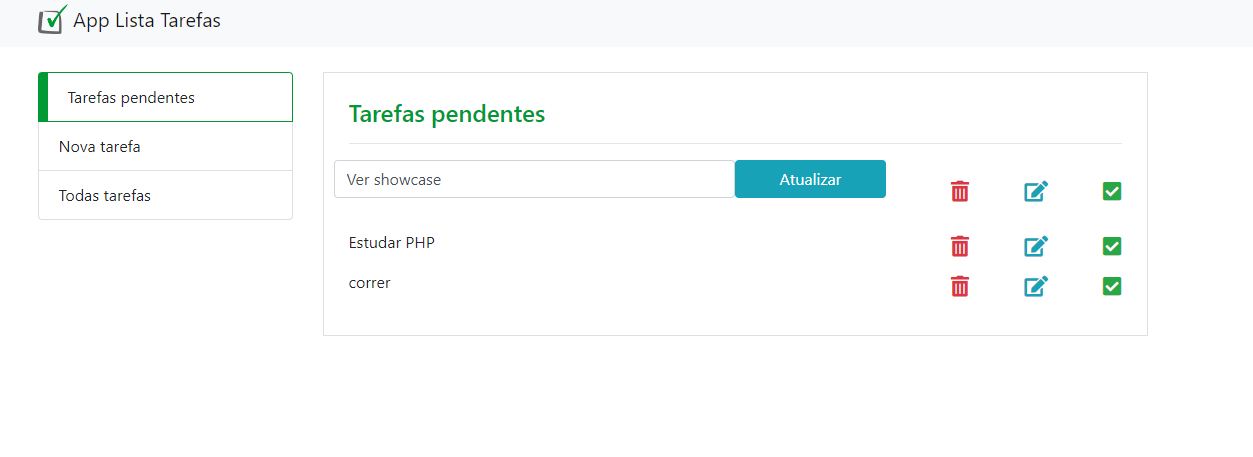 App Lista Tarefas
Tarefas pendentes
Nova tarefa
Todas tarefas
Tarefas pendentes
Ver showcase
Atualizar
Estudar PHP
correr